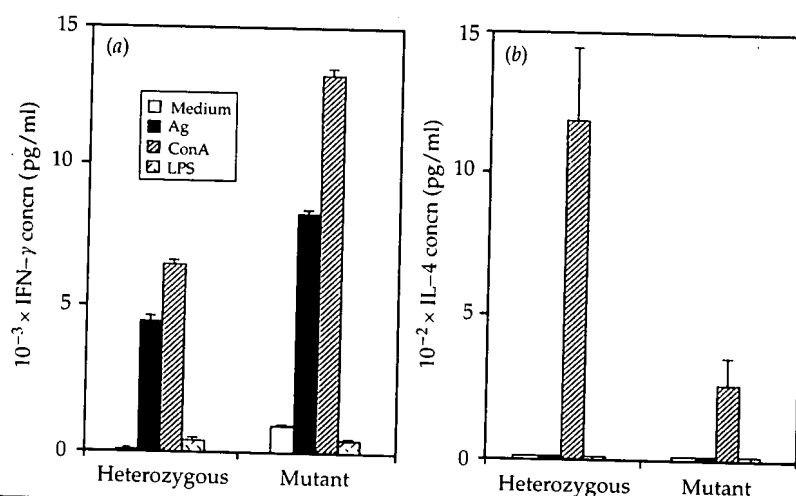 15
(a)
Medium
Ag
ConA
LPS
10
5
0
10⁻³ × IFN–γ concn (pg/ml)
Heterozygous Mutant
15
(b)
10
5
0
10⁻² × IL–4 concn (pg/ml)
Heterozygous Mutant